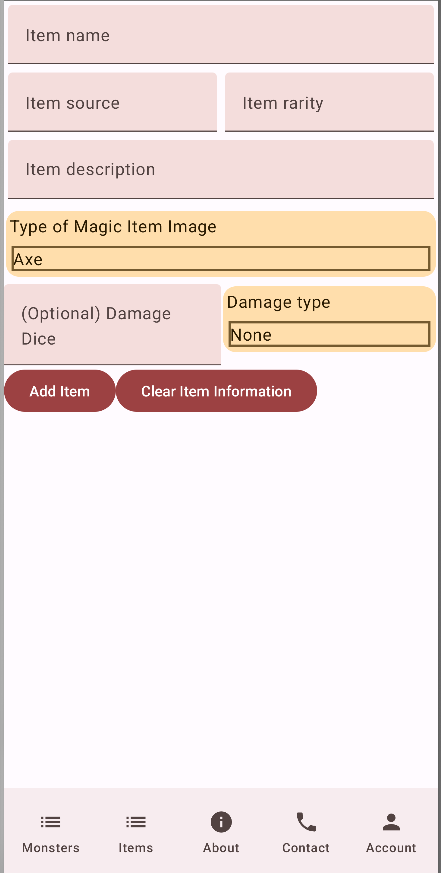 Item name
Item source
Item rarity
Item description
Type of Magic Item Image
Axe
(Optional) Damage
Dice
Damage type
None
Add Item
Clear Item Information
Monsters
Items
About
Contact
Account